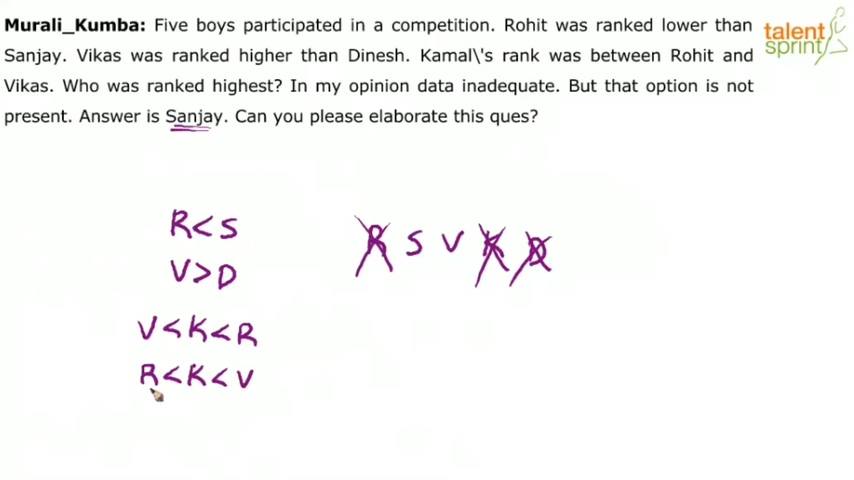 Murali_Kumba: Five boys participated in a competition. Rohit was ranked lower than
Sanjay. Vikas was ranked higher than Dinesh. Kamal\'s rank was between Rohit and
Vikas. Who was ranked highest? In my opinion data inadequate. But that option is not
present. Answer is Sanjay. Can you please elaborate this ques?
talent
sprint
R<S
V>D
V<K<R
R<K<V
R S V K D